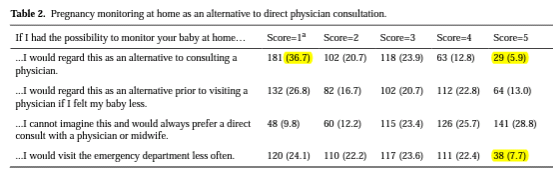 Table 2. Pregnancy monitoring at home as an alternative to direct physician consultation.
If I had the possibility to monitor your baby at home… Score=1ᵃ Score=2 Score=3 Score=4 Score=5
...I would regard this as an alternative to consulting a 181 (36.7) 102 (20.7) 118 (23.9) 63 (12.8) 29 (5.9)
physician.
...I would regard this as an alternative prior to visiting a 132 (26.8) 82 (16.7) 102 (20.7) 112 (22.8) 64 (13.0)
physician if I felt my baby less.
...I cannot imagine this and would always prefer a direct 48 (9.8) 60 (12.2) 115 (23.4) 126 (25.7) 141 (28.8)
consult with a physician or midwife.
...I would visit the emergency department less often. 120 (24.1) 110 (22.2) 117 (23.6) 111 (22.4) 38 (7.7)